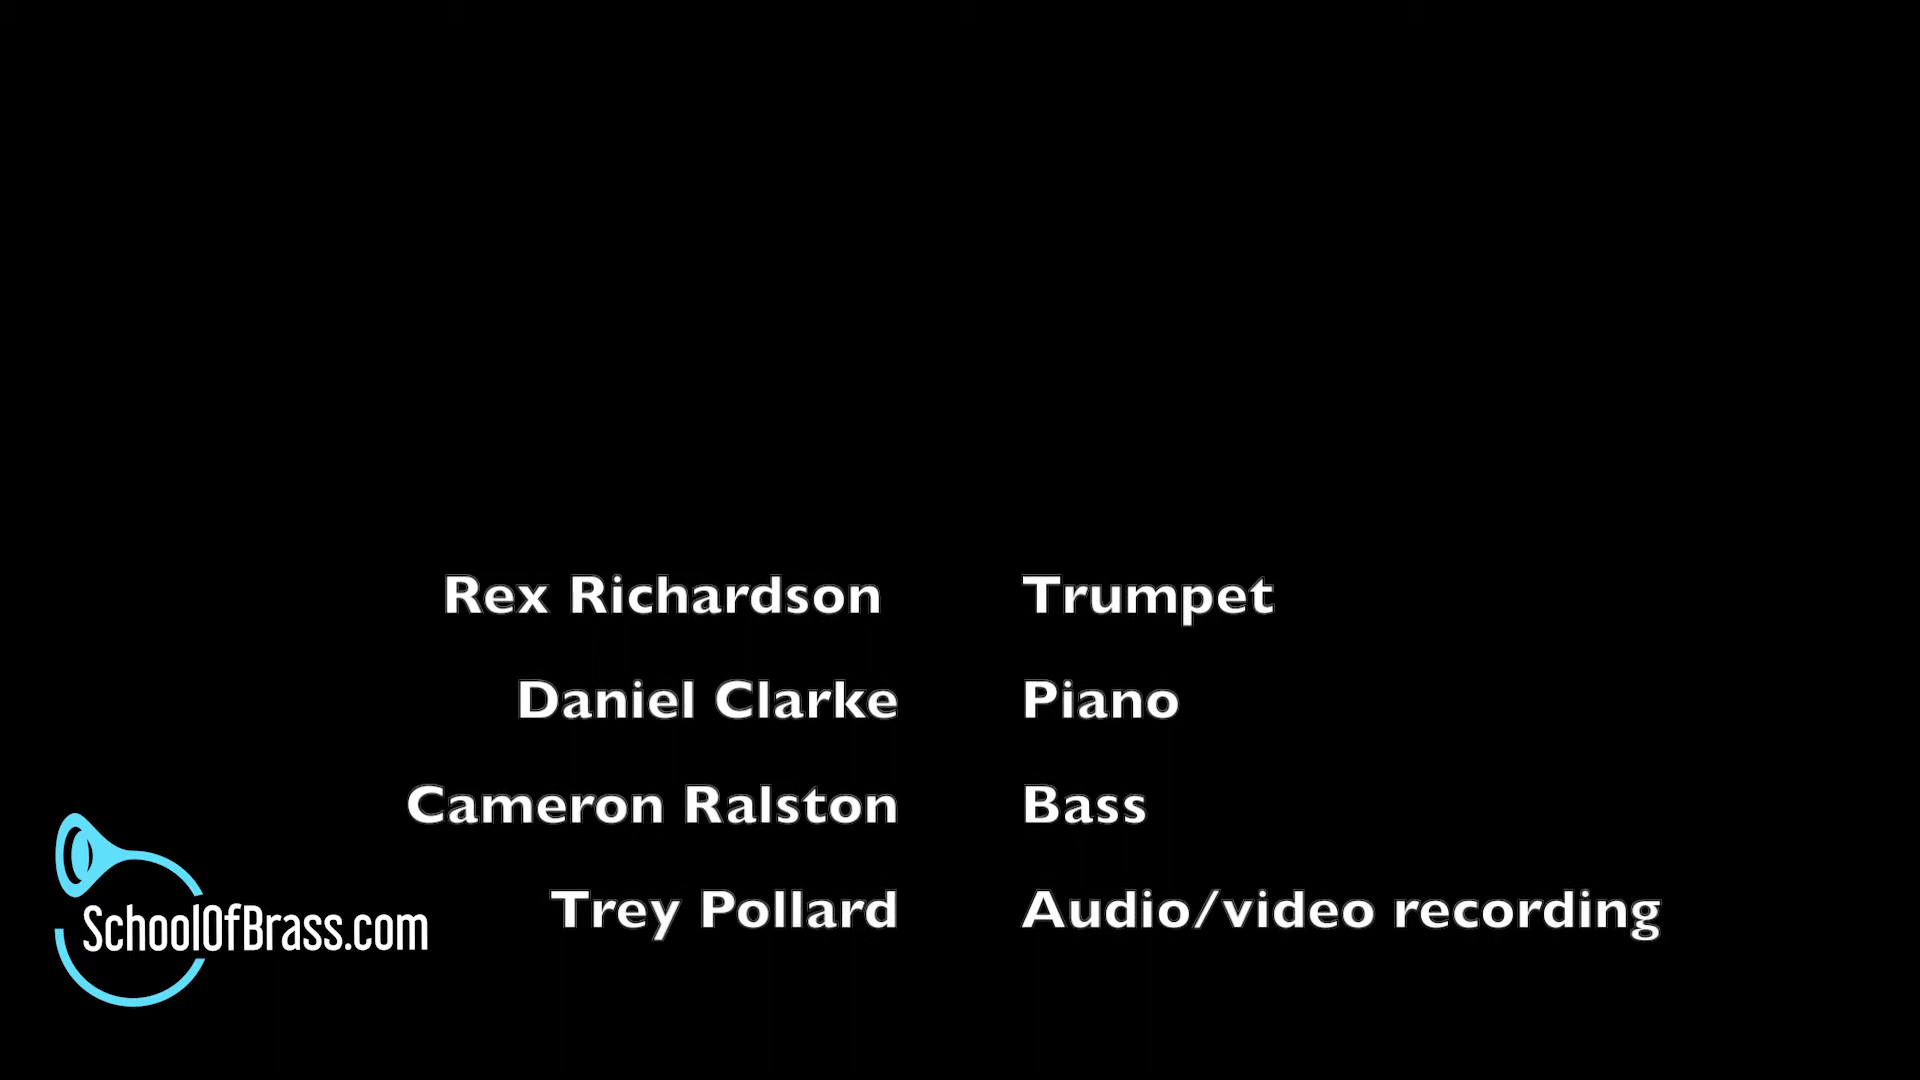 Rex Richardson Trumpet
Daniel Clarke Piano
Cameron Ralston Bass
Trey Pollard Audio/video recording
SchoolOfBrass.com